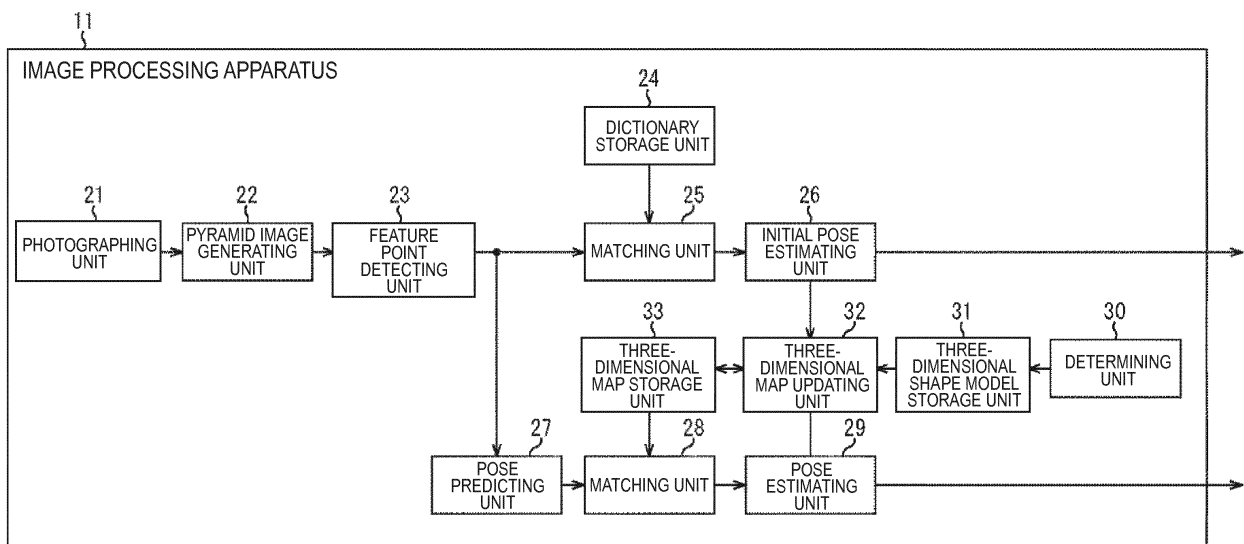 11
IMAGE PROCESSING APPARATUS
24
DICTIONARY
STORAGE UNIT
21
PHOTOGRAPHING
UNIT
22
PYRAMID IMAGE
GENERATING
UNIT
23
FEATURE
POINT
DETECTING
UNIT
25
MATCHING UNIT
26
INITIAL POSE
ESTIMATING
UNIT
33
THREE-
DIMENSIONAL
MAP STORAGE
UNIT
32
THREE-
DIMENSIONAL
MAP UPDATING
UNIT
31
THREE-
DIMENSIONAL
SHAPE MODEL
STORAGE UNIT
30
DETERMINING
UNIT
27
POSE
PREDICTING
UNIT
28
MATCHING UNIT
29
POSE
ESTIMATING
UNIT